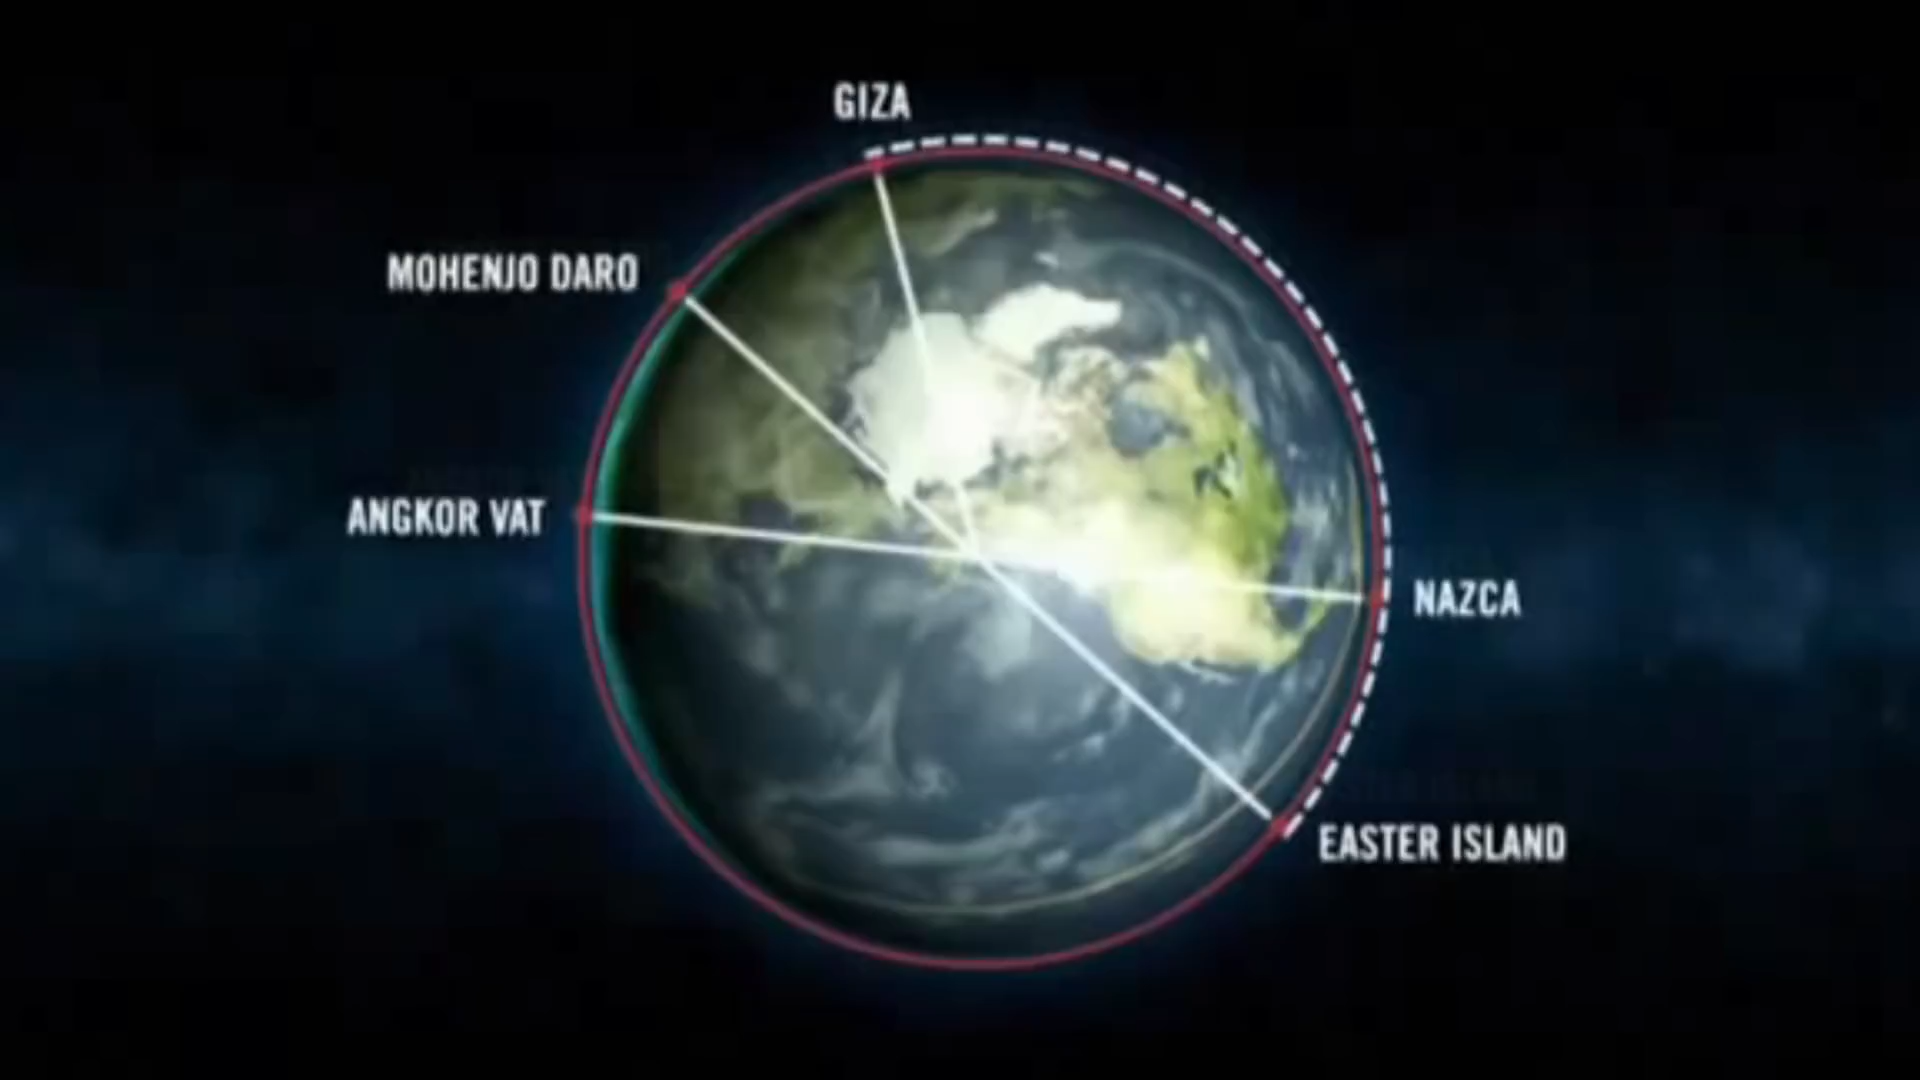 GIZA
MOHENJO DARO
ANGKOR VAT
NAZCA
EASTER ISLAND